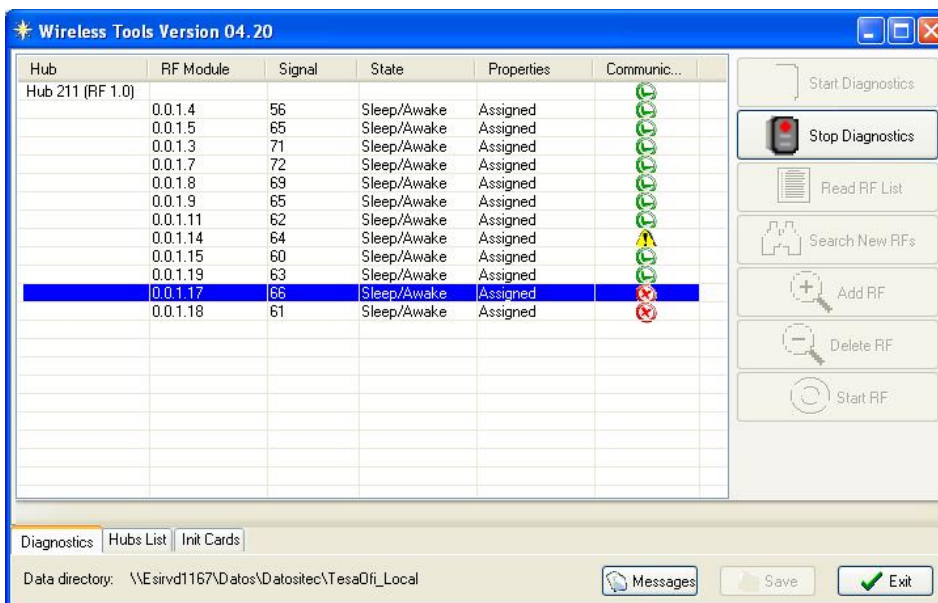 Wireless Tools Version 04.20
Hub RF Module Signal State Properties Communic...
Hub 211 (RF 1.0)
0.0.1.4 56 Sleep/Awake Assigned
0.0.1.5 65 Sleep/Awake Assigned
0.0.1.3 71 Sleep/Awake Assigned
0.0.1.7 72 Sleep/Awake Assigned
0.0.1.8 69 Sleep/Awake Assigned
0.0.1.9 65 Sleep/Awake Assigned
0.0.1.11 62 Sleep/Awake Assigned
0.0.1.14 64 Sleep/Awake Assigned
0.0.1.15 60 Sleep/Awake Assigned
0.0.1.19 63 Sleep/Awake Assigned
0.0.1.17 66 Sleep/Awake Assigned
0.0.1.18 61 Sleep/Awake Assigned
Start Diagnostics
Stop Diagnostics
Read RF List
Search New RFs
Add RF
Delete RF
Start RF
Diagnostics Hubs List Init Cards
Data directory: \\Esirvd1167\Datos\Datositec\TesaOfi_Local
Messages Save Exit